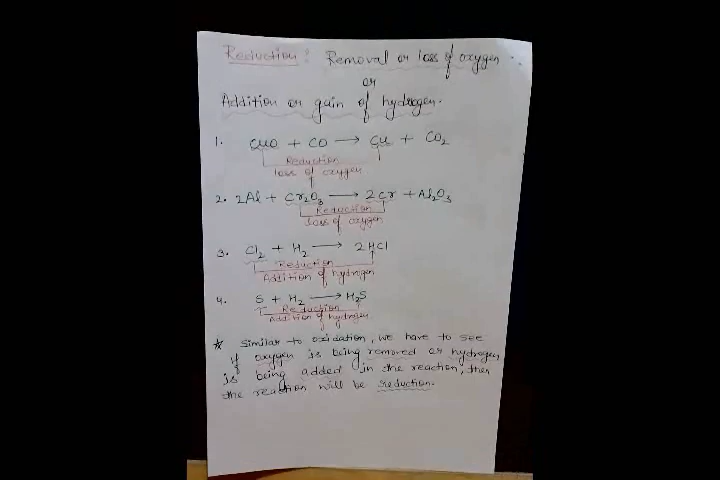 Reduction : Removal or loss of oxygen
or
Addition or gain of hydrogen.
1. CuO + CO → Cu + CO₂
Reduction
loss of oxygen
2. 2Al + Cr₂O₃ → 2Cr + Al₂O₃
Reduction
loss of oxygen
3. Cl₂ + H₂ → 2HCl
Reduction
Addition of hydrogen
4. S + H₂ → H₂S
Reduction
Addition of hydrogen
* Similar to oxidation, we have to see
if oxygen is being removed or hydrogen
is being added in the reaction, then
the reaction will be reduction.